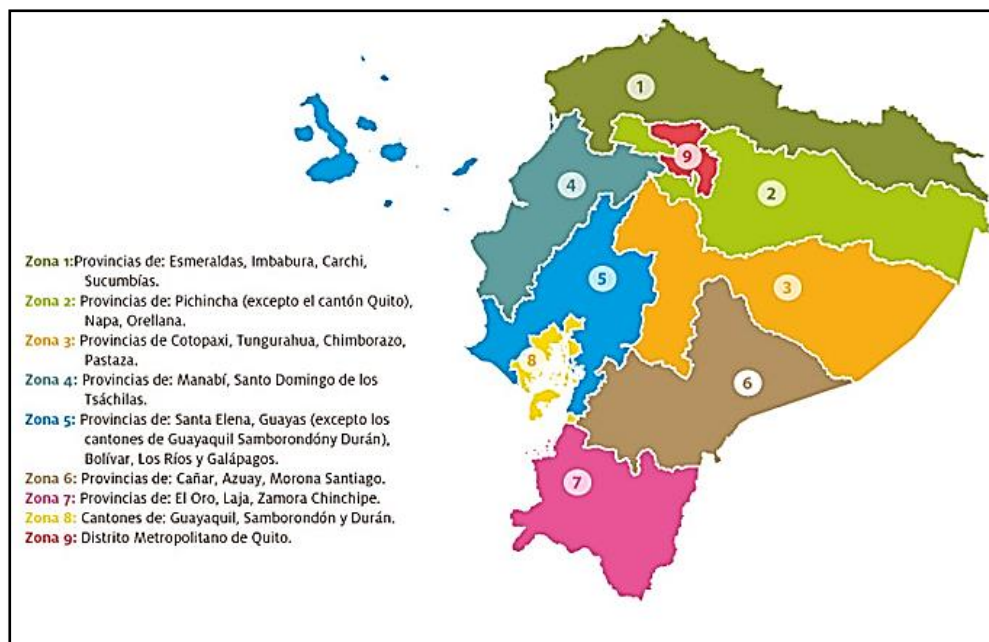 1
9
2
4
5
3
8
6
7
Zona 1:Provincias de: Esmeraldas, Imbabura, Carchi,
Sucumbías.
Zona 2: Provincias de: Pichincha (excepto el cantón Quito),
Napa, Orellana.
Zona 3: Provincias de Cotopaxi, Tungurahua, Chimborazo,
Pastaza.
Zona 4: Provincias de: Manabí, Santo Domingo de los
Tsáchilas.
Zona 5: Provincias de: Santa Elena, Guayas (excepto los
cantones de Guayaquil Samborondóny Durán),
Bolívar, Los Ríos y Galápagos.
Zona 6: Provincias de: Cañar, Azuay, Morona Santiago.
Zona 7: Provincias de: El Oro, Laja, Zamora Chinchipe.
Zona 8: Cantones de: Guayaquil, Samborondón y Durán.
Zona 9: Distrito Metropolitano de Quito.